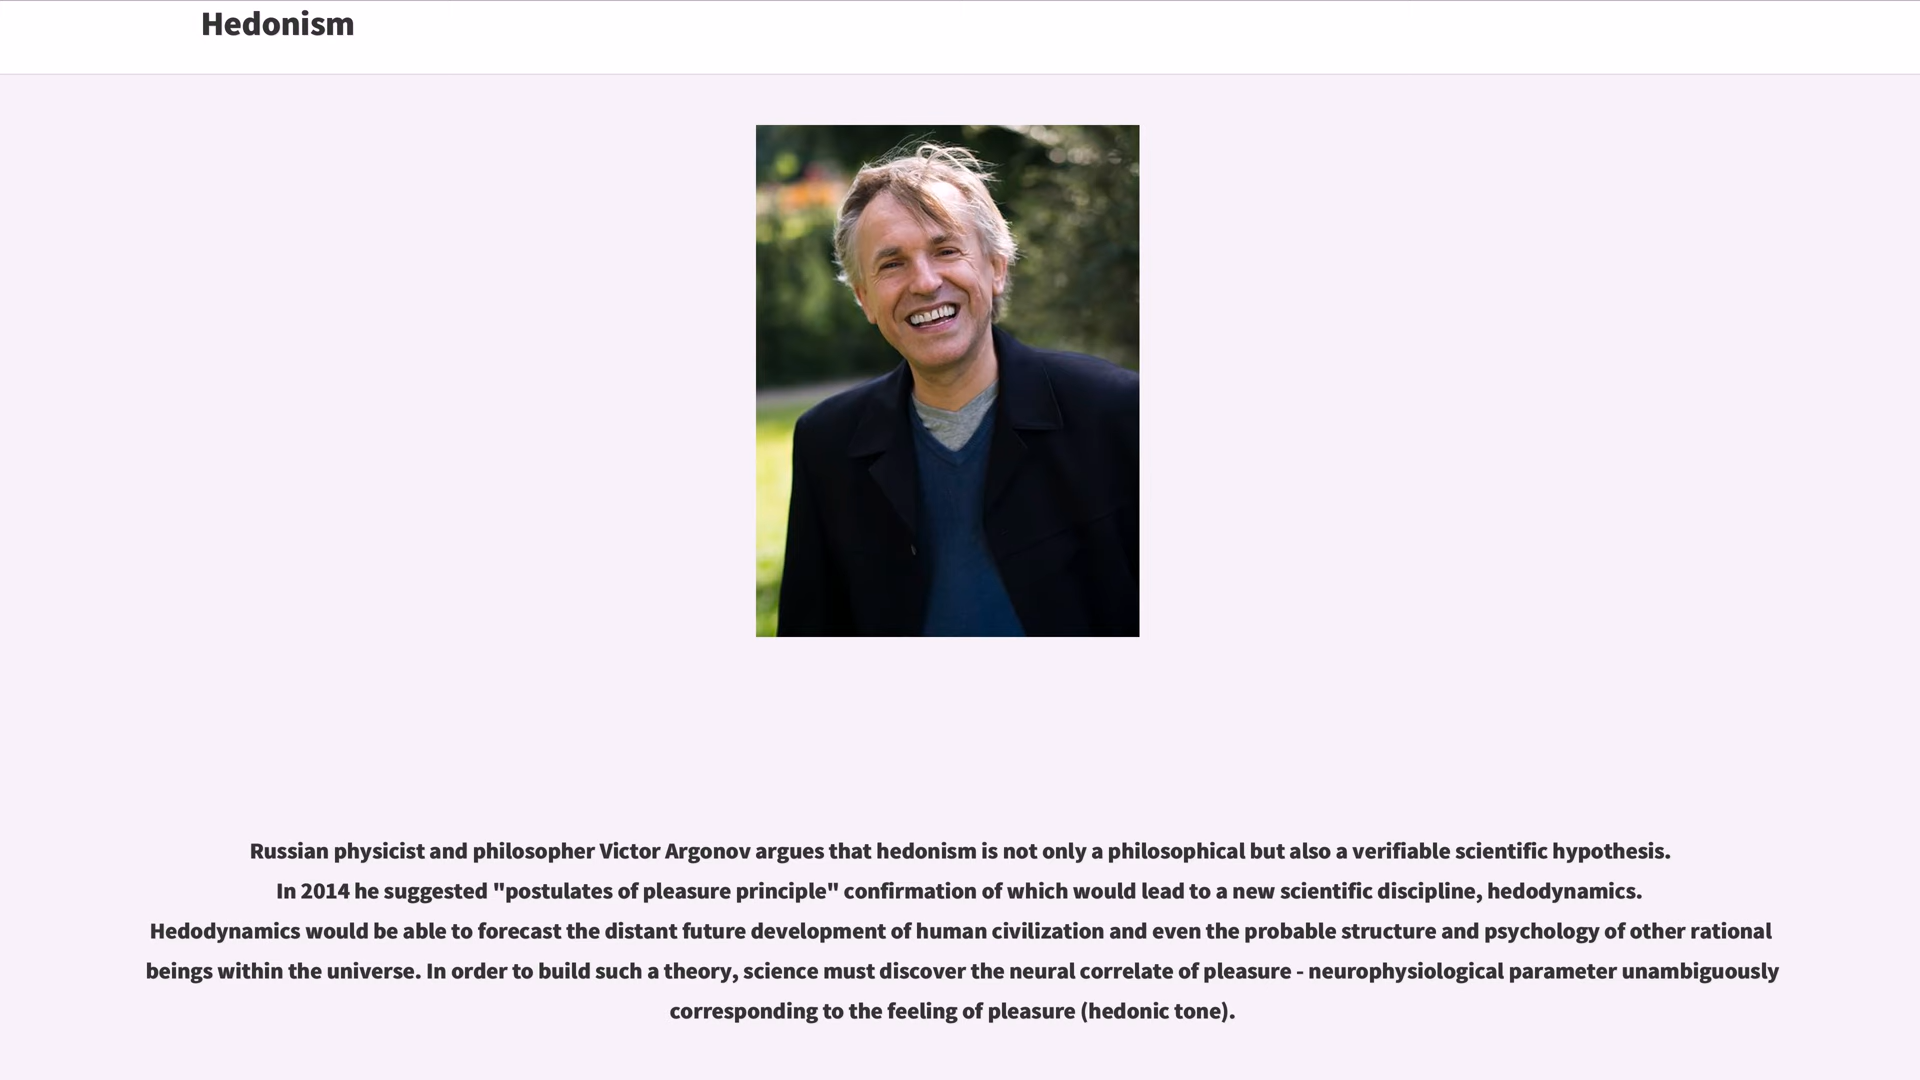 Hedonism
Russian physicist and philosopher Victor Argonov argues that hedonism is not only a philosophical but also a verifiable scientific hypothesis.
In 2014 he suggested "postulates of pleasure principle" confirmation of which would lead to a new scientific discipline, hedodynamics.
Hedodynamics would be able to forecast the distant future development of human civilization and even the probable structure and psychology of other rational
beings within the universe. In order to build such a theory, science must discover the neural correlate of pleasure - neurophysiological parameter unambiguously
corresponding to the feeling of pleasure (hedonic tone).